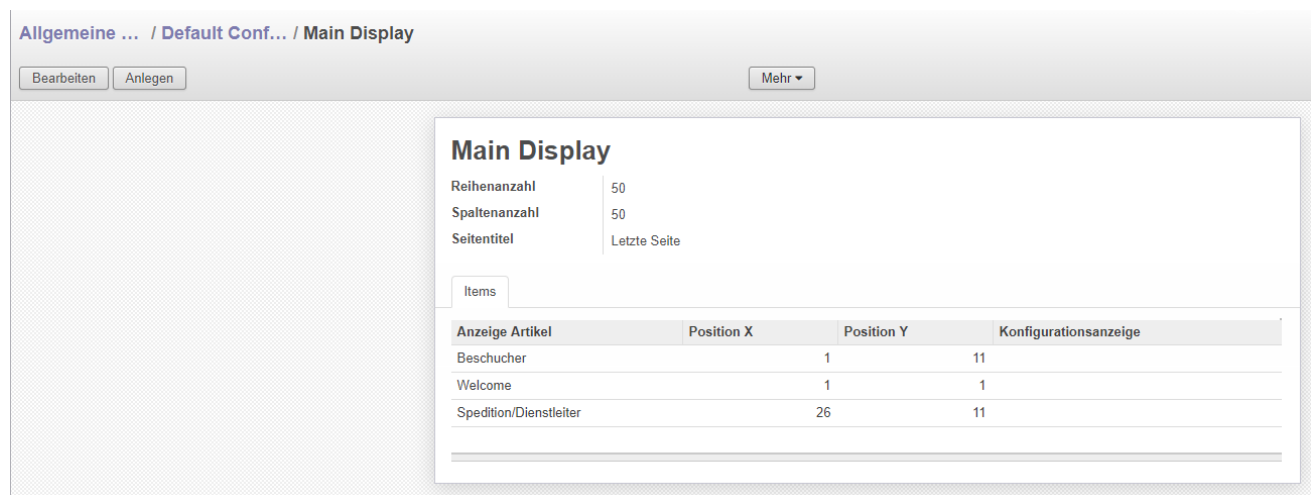 Allgemeine … / Default Conf… / Main Display
Bearbeiten Anlegen Mehr
Main Display
Reihenanzahl 50
Spaltenanzahl 50
Seitentitel Letzte Seite
Items
Anzeige Artikel Position X Position Y Konfigurationsanzeige
Beschucher 1 11
Welcome 1 1
Spedition/Dienstleiter 26 11